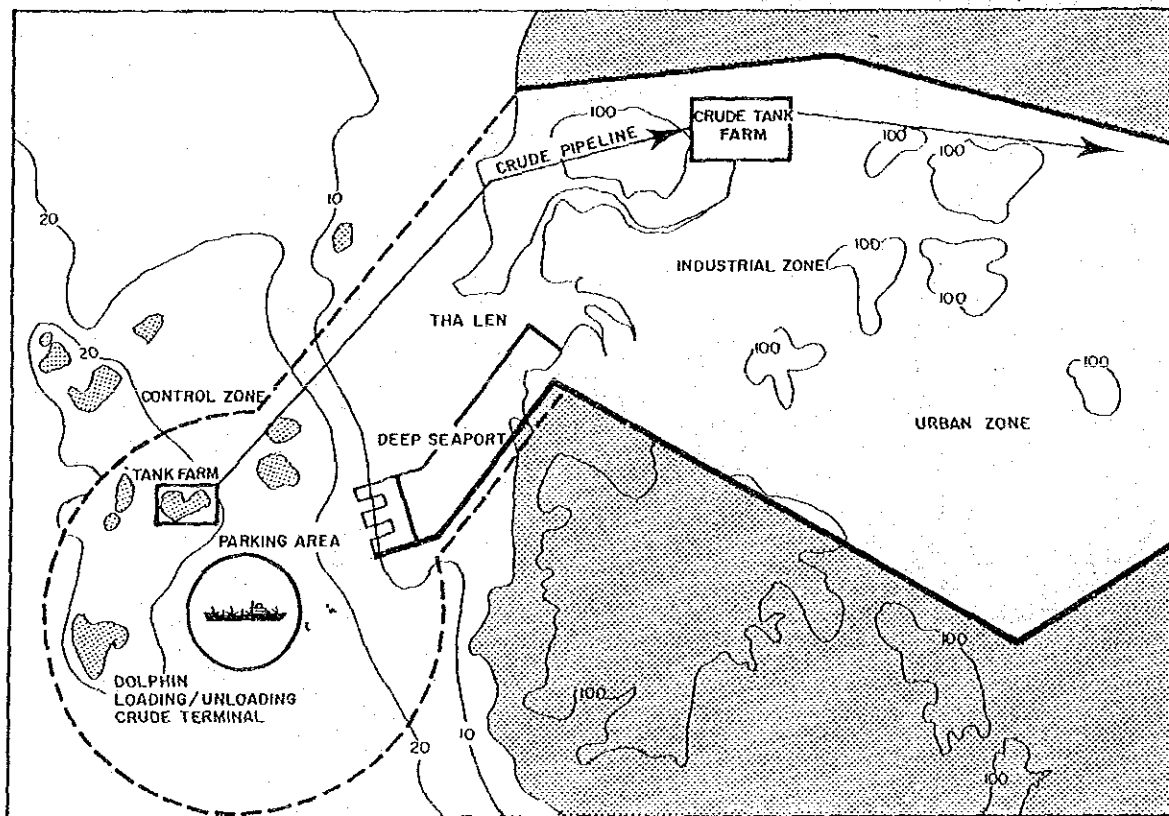 100
CRUDE TANK
FARM
CRUDE PIPELINE
100
100
20
10
INDUSTRIAL ZONE
100
100
THA LEN
20
100
100
CONTROL ZONE
DEEP SEAPORT
URBAN ZONE
TANK FARM
PARKING AREA
DOLPHIN
LOADING/UNLOADING
CRUDE TERMINAL
100
100
20
10
100